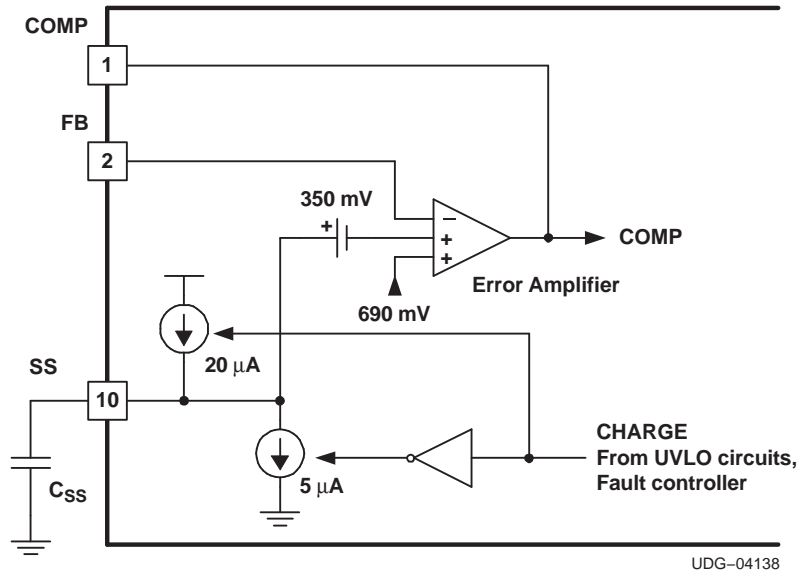 COMP
1
FB
2
350 mV
+
−
+
+
COMP
Error Amplifier
690 mV
20 μA
SS
10
CHARGE
From UVLO circuits,
Fault controller
5 μA
CSS
UDG−04138